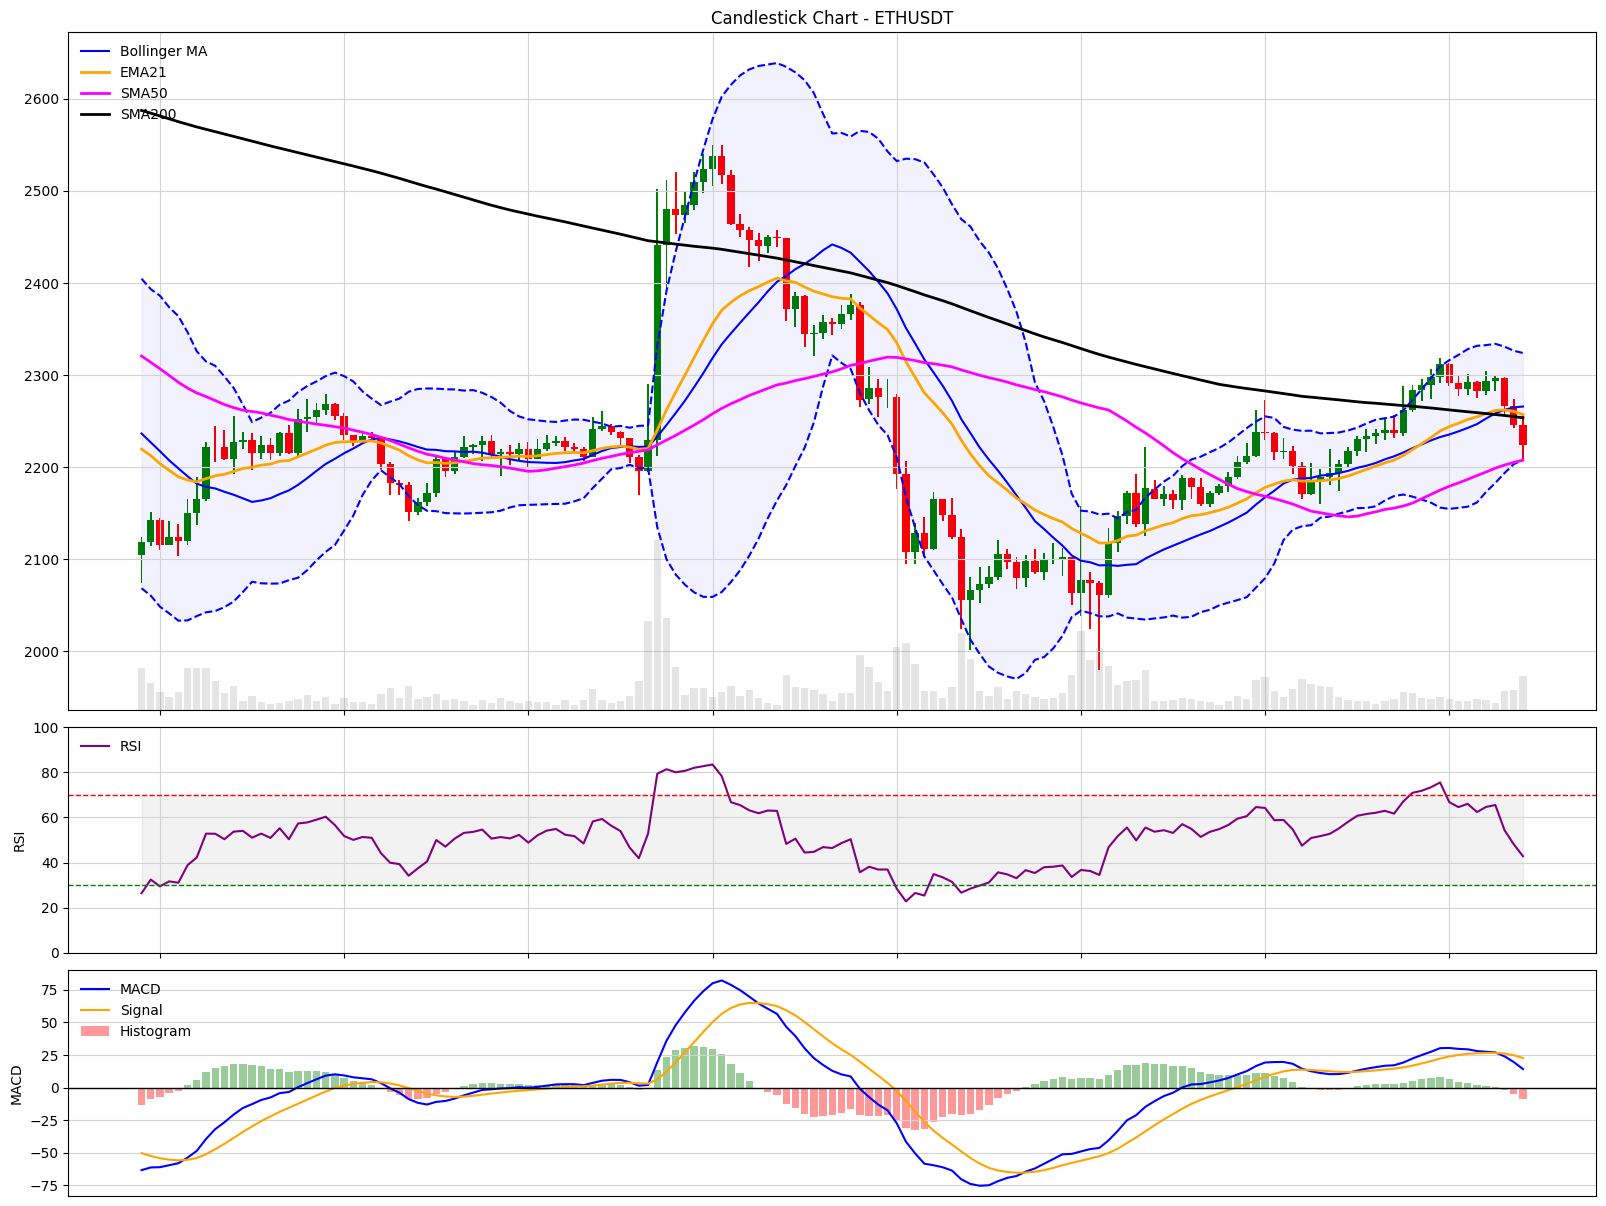 Candlestick Chart - ETHUSDT
Bollinger MA
EMA21
SMA50
SMA200
2600
2500
2400
2300
2200
2100
2000
RSI
100
80
60
40
20
0
RSI
MACD
Signal
Histogram
75
50
25
0
−25
−50
−75
MACD